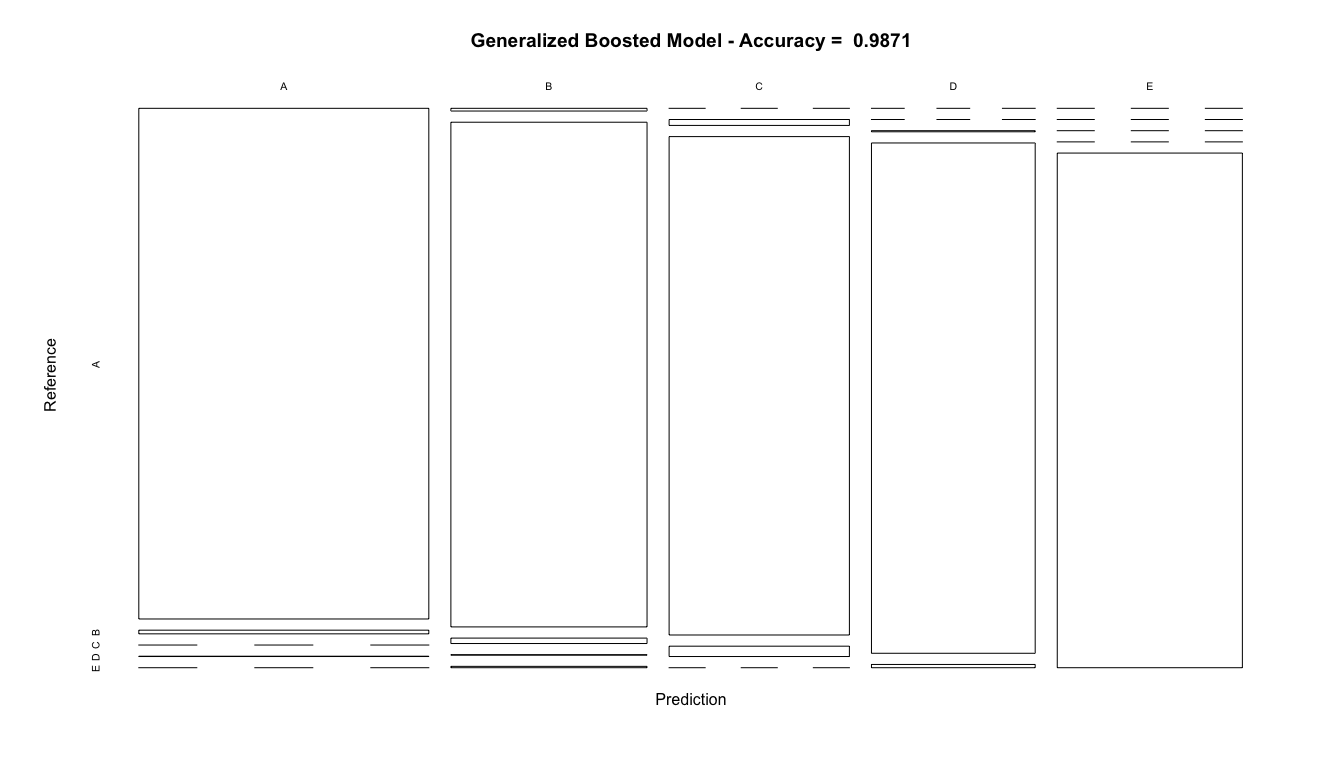 Generalized Boosted Model - Accuracy =  0.9871
A B C D E
Reference
A
B
C
D
E
Prediction